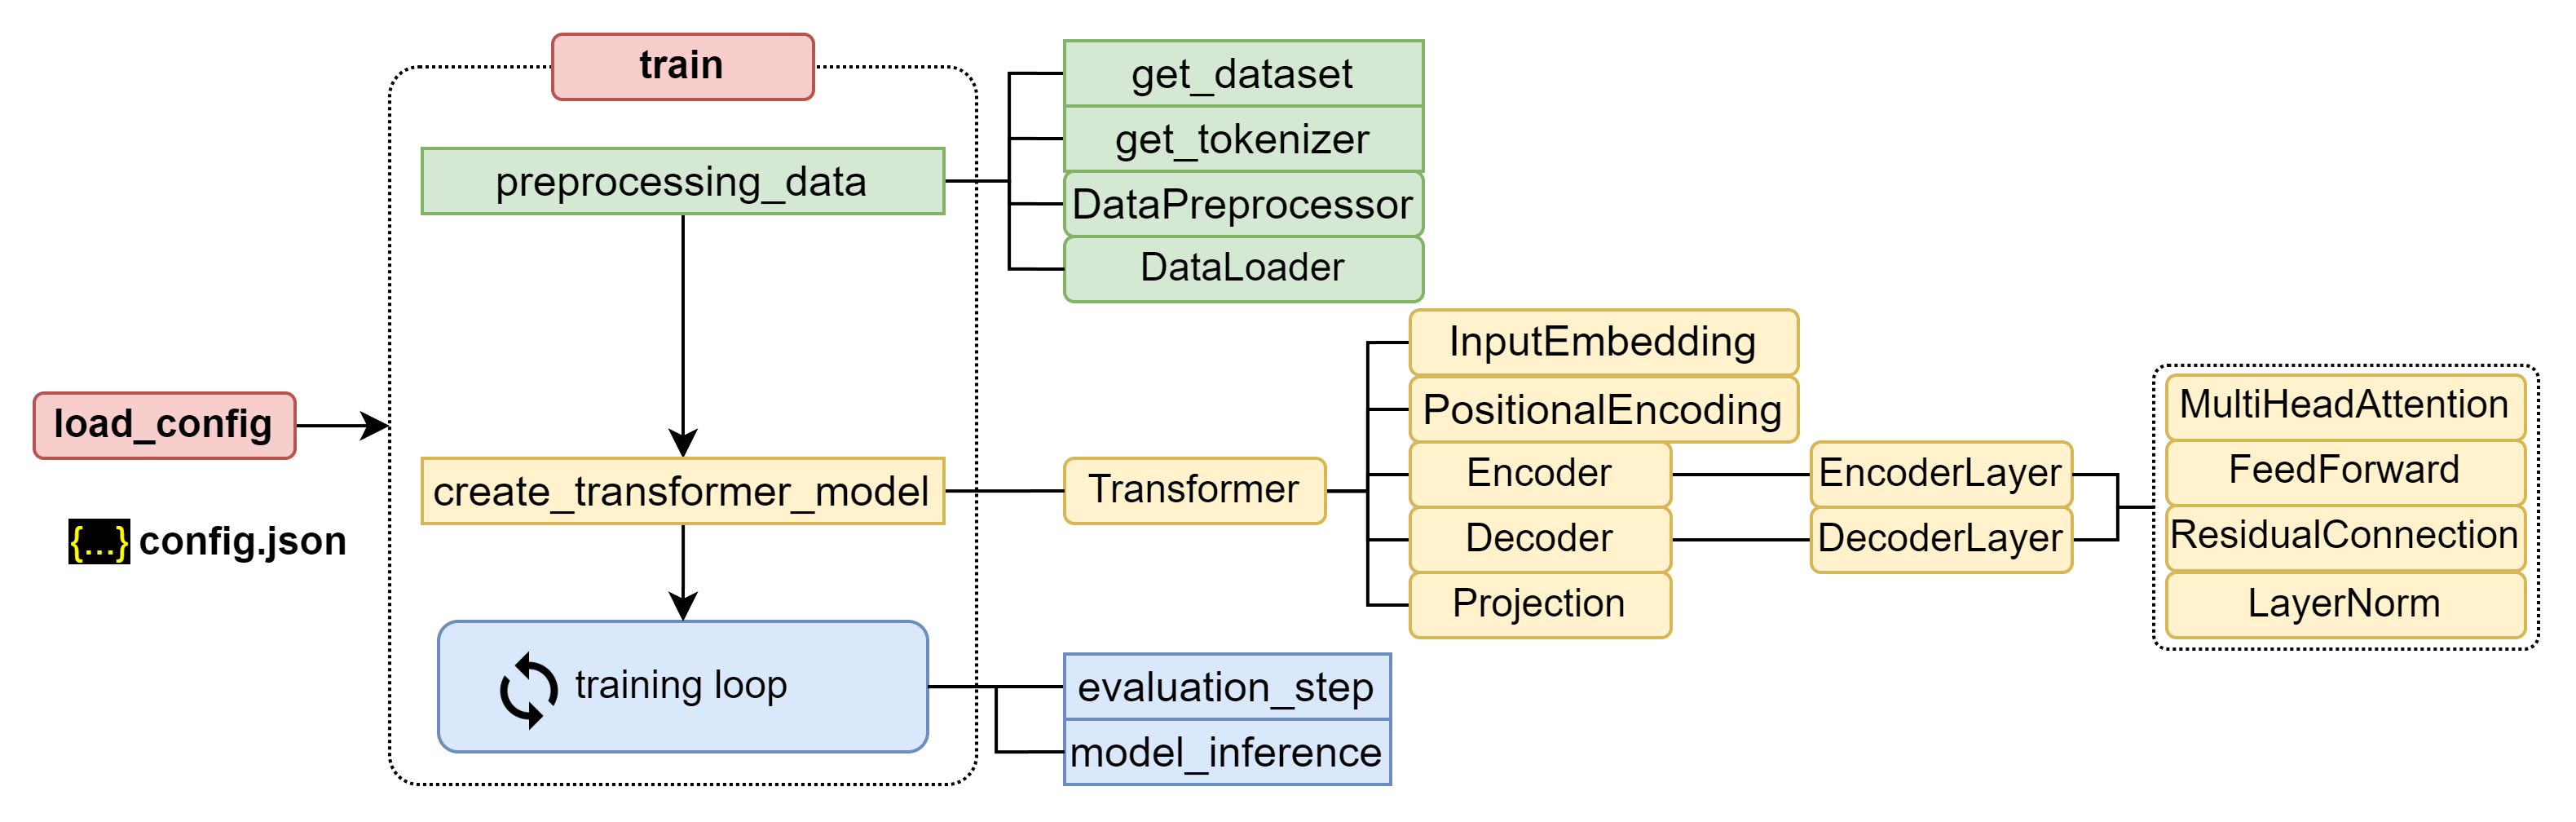 train
preprocessing_data
get_dataset
get_tokenizer
DataPreprocessor
DataLoader
load_config
{...} config.json
create_transformer_model
Transformer
InputEmbedding
PositionalEncoding
Encoder
Decoder
Projection
EncoderLayer
DecoderLayer
MultiHeadAttention
FeedForward
ResidualConnection
LayerNorm
training loop
evaluation_step
model_inference